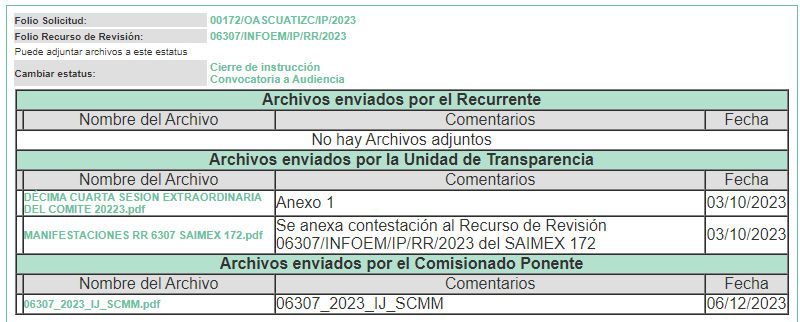 Folio Solicitud: 00172/OASCUATIZC/IP/2023
Folio Recurso de Revisión: 06307/INFOEM/IP/RR/2023
Puede adjuntar archivos a este estatus
Cambiar estatus: Cierre de instrucción
Convocatoria a Audiencia
Archivos enviados por el Recurrente
Nombre del Archivo Comentarios Fecha
No hay Archivos adjuntos
Archivos enviados por la Unidad de Transparencia
Nombre del Archivo Comentarios Fecha
DÉCIMA CUARTA SESION EXTRAORDINARIA
DEL COMITE 20223.pdf Anexo 1 03/10/2023
MANIFESTACIONES RR 6307 SAIMEX 172.pdf Se anexa contestación al Recurso de Revisión
06307/INFOEM/IP/RR/2023 del SAIMEX 172 03/10/2023
Archivos enviados por el Comisionado Ponente
Nombre del Archivo Comentarios Fecha
06307_2023_IJ_SCMM.pdf 06307_2023_IJ_SCMM 06/12/2023